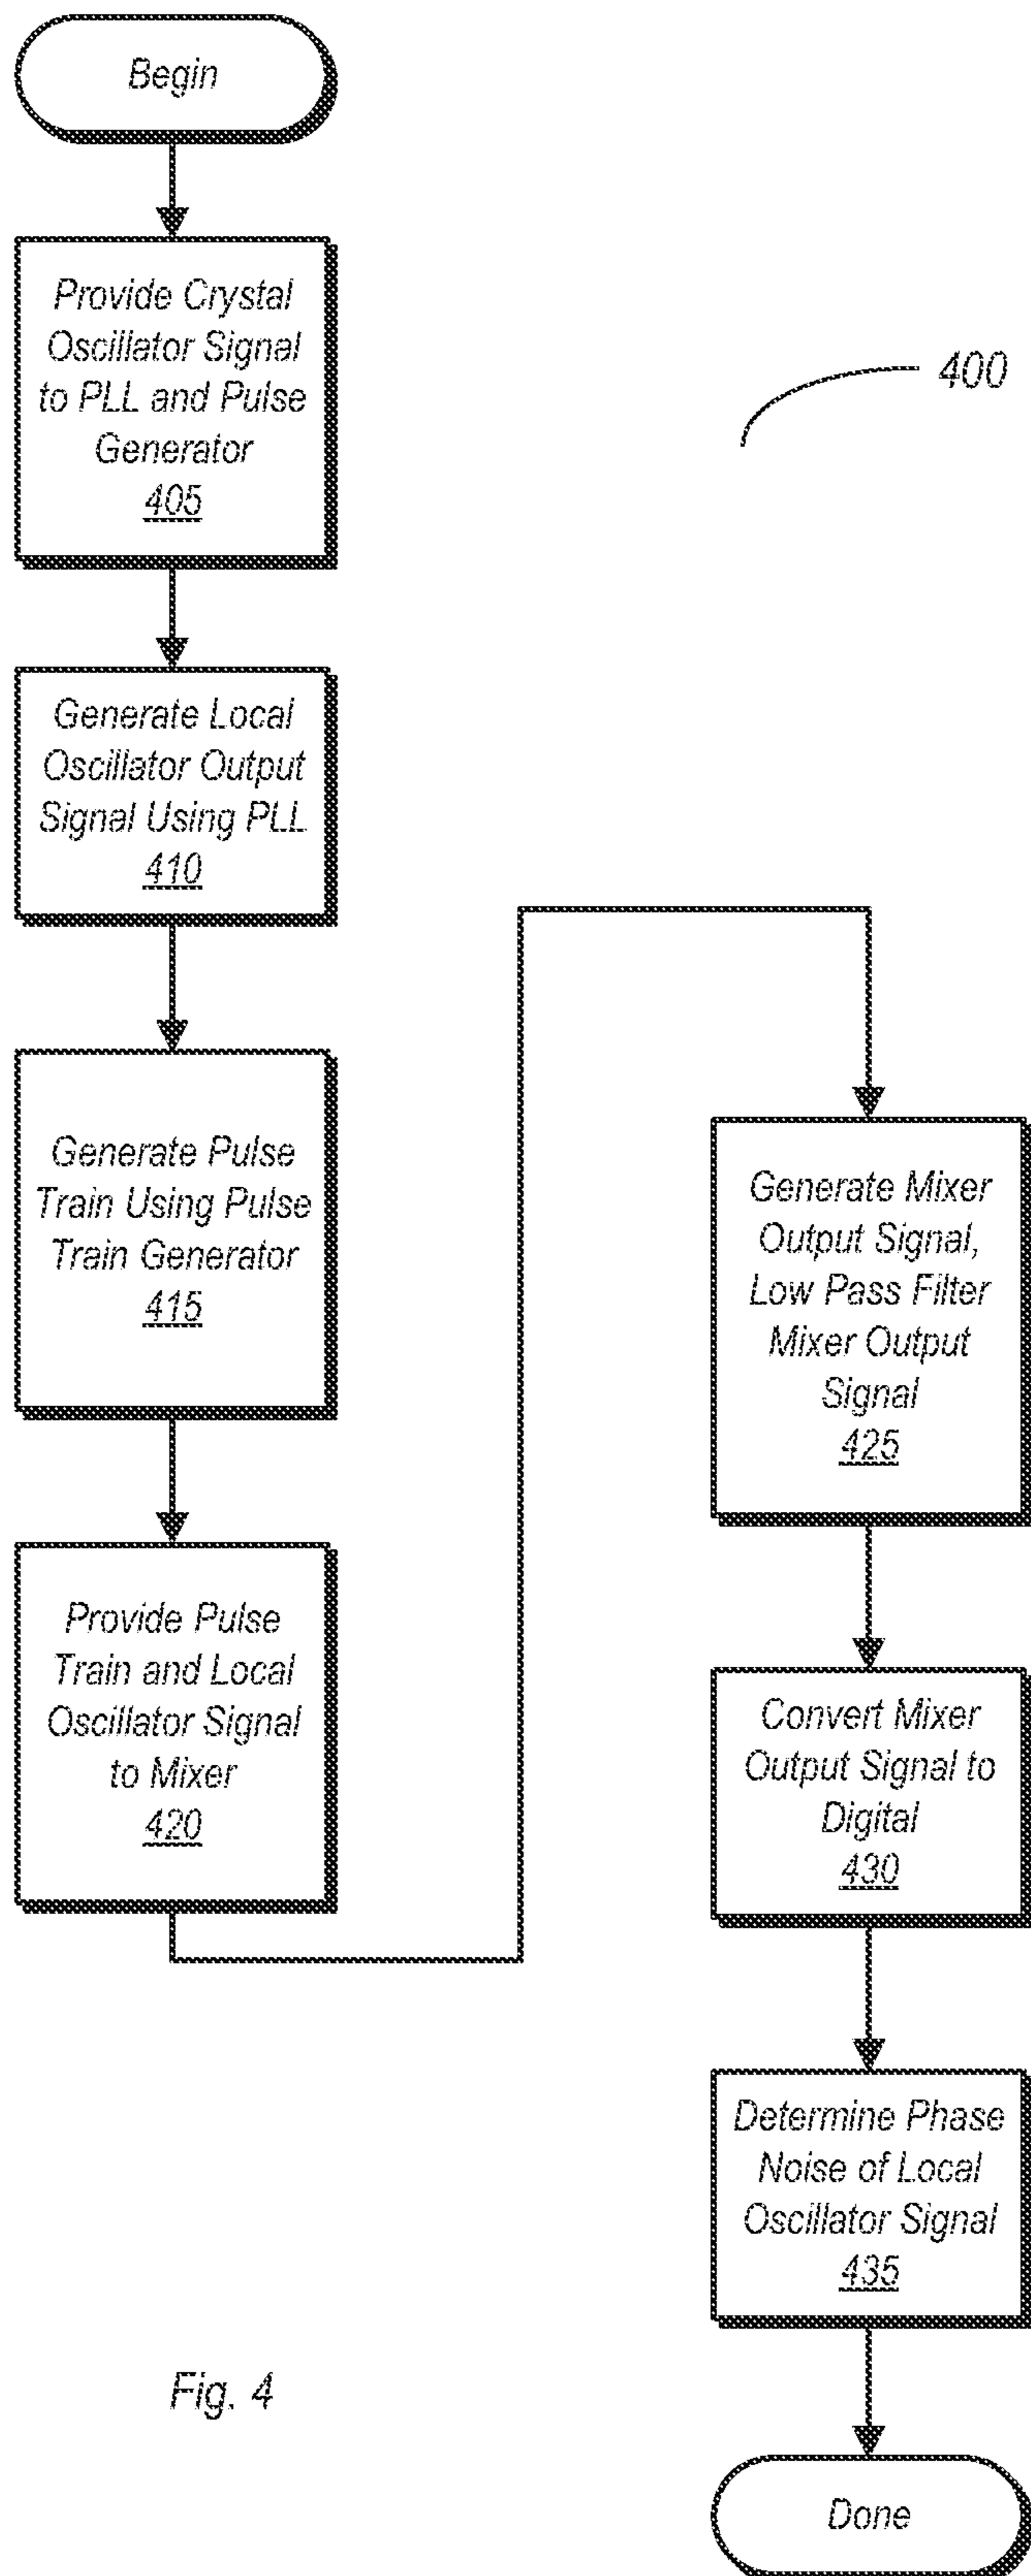 Begin
Provide Crystal
Oscillator Signal
to PLL and Pulse
Generator
405
400
Generate Local
Oscillator Output
Signal Using PLL
410
Generate Pulse
Train Using Pulse
Train Generator
415
Provide Pulse
Train and Local
Oscillator Signal
to Mixer
420
Generate Mixer
Output Signal,
Low Pass Filter
Mixer Output
Signal
425
Convert Mixer
Output Signal to
Digital
430
Determine Phase
Noise of Local
Oscillator Signal
435
Done
Fig. 4